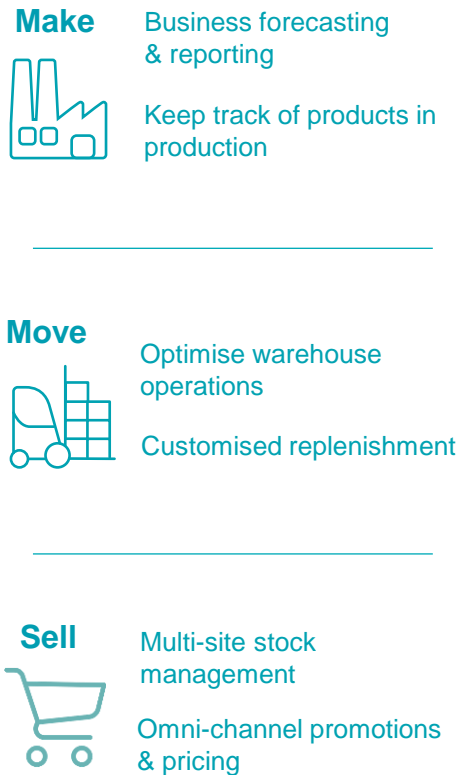 Make
Business forecasting
& reporting
Keep track of products in
production
Move
Optimise warehouse
operations
Customised replenishment
Sell
Multi-site stock
management
Omni-channel promotions
& pricing